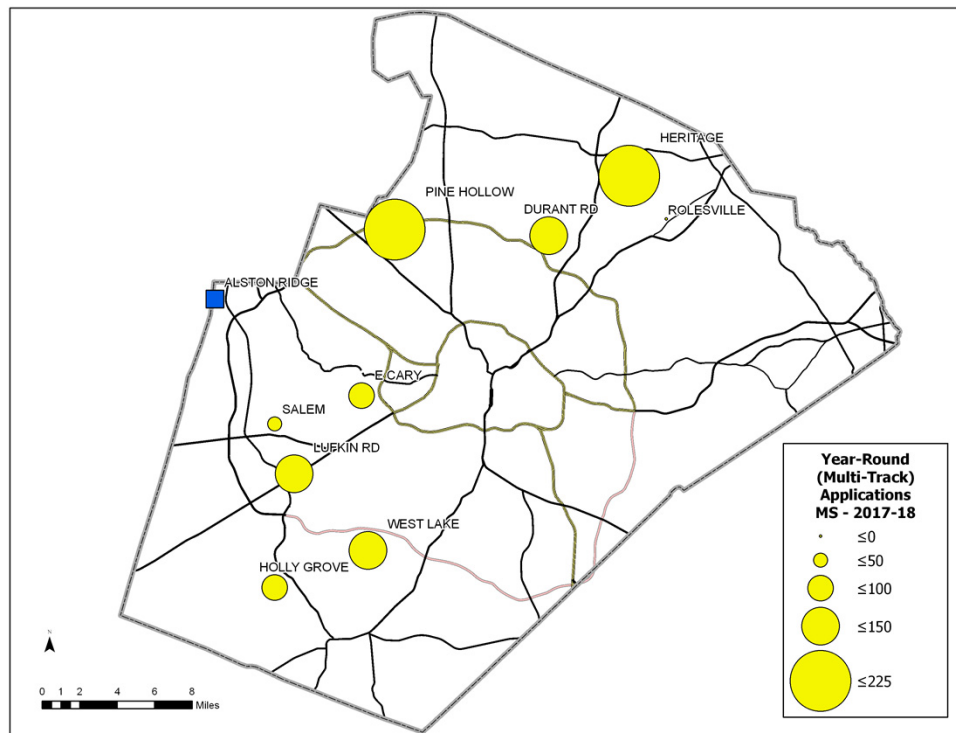 HERITAGE
PINE HOLLOW
DURANT RD
ROLESVILLE
ALSTON RIDGE
E CARY
SALEM
LUFKIN RD
WEST LAKE
HOLLY GROVE
Year-Round
(Multi-Track)
Applications
MS - 2017-18
≤0
≤50
≤100
≤150
≤225
N
0 1 2 4 6 8
Miles